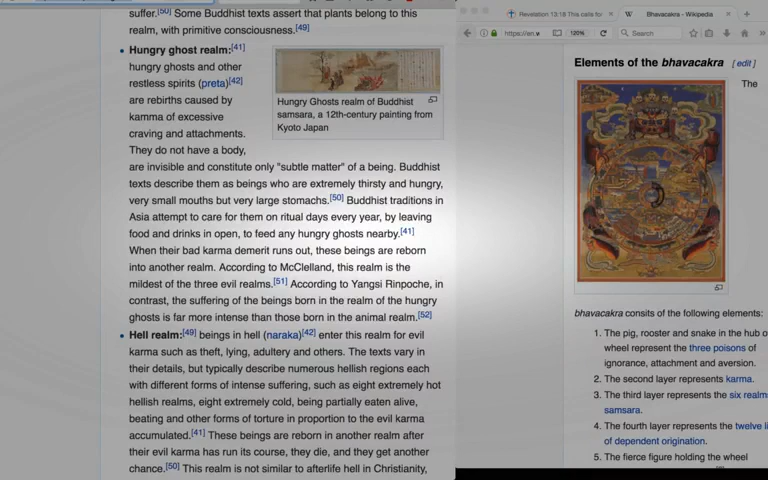 suffer.[50] Some Buddhist texts assert that plants belong to this
realm, with primitive consciousness.[49]
• Hungry ghost realm:[41]
hungry ghosts and other
restless spirits (preta)[42]
are rebirths caused by
kamma of excessive
craving and attachments.
They do not have a body,
Hungry Ghosts realm of Buddhist
samsara, a 12th-century painting from
Kyoto Japan
are invisible and constitute only "subtle matter" of a being. Buddhist
texts describe them as beings who are extremely thirsty and hungry,
very small mouths but very large stomachs.[50] Buddhist traditions in
Asia attempt to care for them on ritual days every year, by leaving
food and drinks in open, to feed any hungry ghosts nearby.[41]
When their bad karma demerit runs out, these beings are reborn
into another realm. According to McClelland, this realm is the
mildest of the three evil realms.[51] According to Yangsi Rinpoche, in
contrast, the suffering of the beings born in the realm of the hungry
ghosts is far more intense than those born in the animal realm.[52]
• Hell realm:[49] beings in hell (naraka)[42] enter this realm for evil
karma such as theft, lying, adultery and others. The texts vary in
their details, but typically describe numerous hellish regions each
with different forms of intense suffering, such as eight extremely hot
hellish realms, eight extremely cold, being partially eaten alive,
beating and other forms of torture in proportion to the evil karma
accumulated.[41] These beings are reborn in another realm after
their evil karma has run its course, they die, and they get another
chance.[50] This realm is not similar to afterlife hell in Christianity,
Revelation 13:18 This calls fo
W Bhavacakra - Wikipedia
https://en.w 120% Search
Elements of the bhavacakra [edit]
The
bhavacakra consits of the following elements:
1. The pig, rooster and snake in the hub o
wheel represent the three poisons of
ignorance, attachment and aversion.
2. The second layer represents karma.
3. The third layer represents the six realm
samsara.
4. The fourth layer represents the twelve li
of dependent origination.
5. The fierce figure holding the wheel